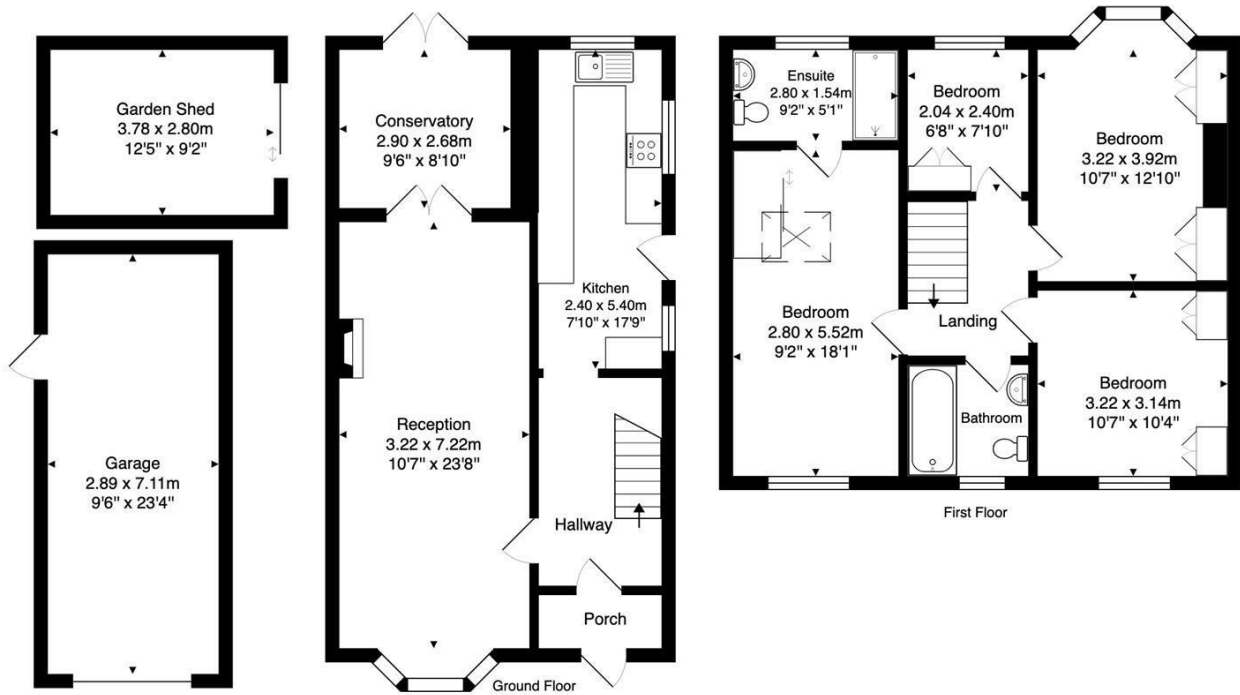 Garden Shed
3.78 x 2.80m
12'5" x 9'2"
Garage
2.89 x 7.11m
9'6" x 23'4"
Conservatory
2.90 x 2.68m
9'6" x 8'10"
Kitchen
2.40 x 5.40m
7'10" x 17'9"
Reception
3.22 x 7.22m
10'7" x 23'8"
Hallway
Porch
Ground Floor
Ensuite
2.80 x 1.54m
9'2" x 5'1"
Bedroom
2.04 x 2.40m
6'8" x 7'10"
Bedroom
3.22 x 3.92m
10'7" x 12'10"
Bedroom
2.80 x 5.52m
9'2" x 18'1"
Landing
Bathroom
Bedroom
3.22 x 3.14m
10'7" x 10'4"
First Floor